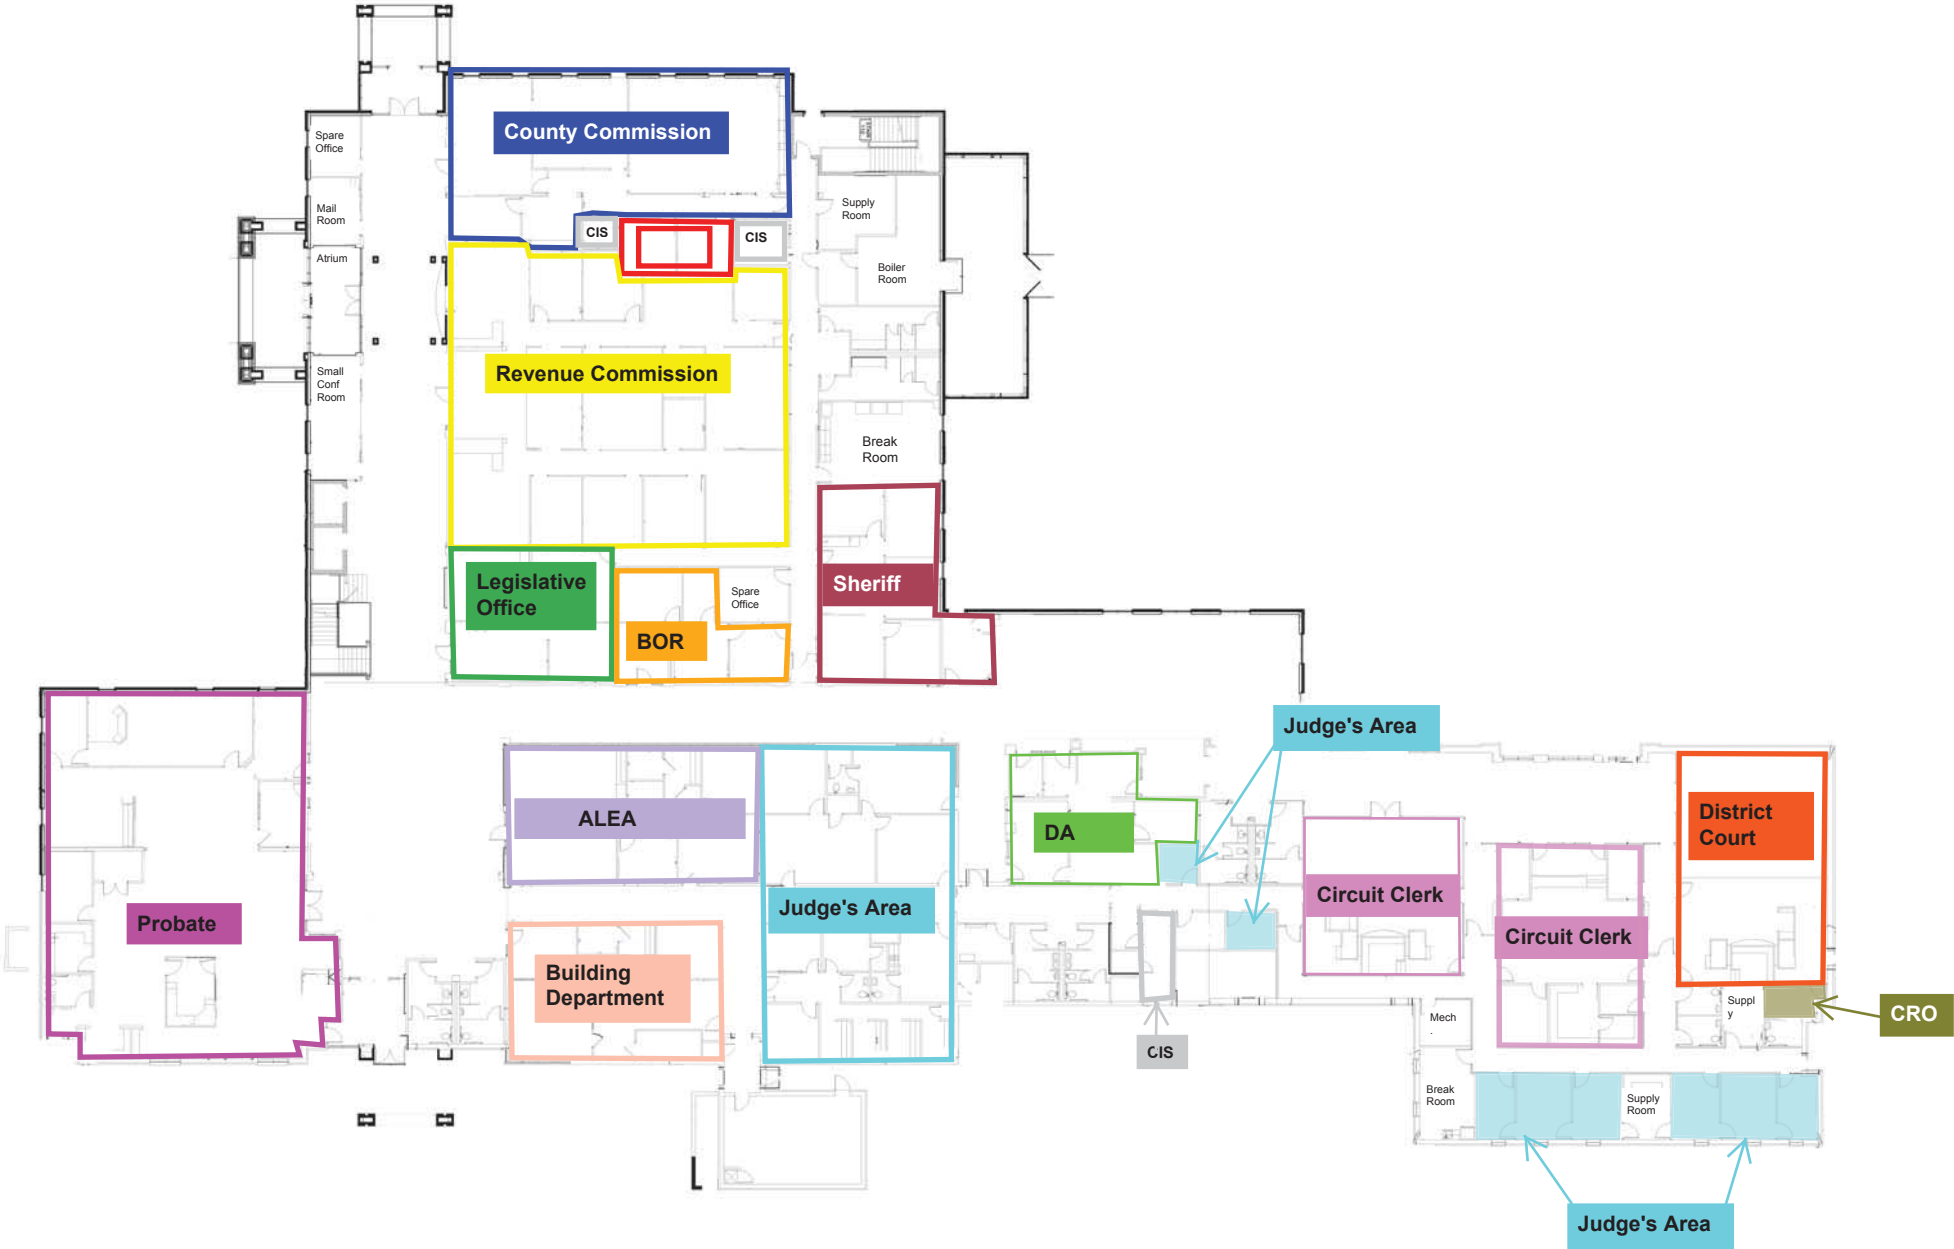 County Commission
Spare
Office
Mail
Room
Supply
Room
CIS
CIS
Atrium
Boiler
Room
Small
Conf
Room
Revenue Commission
Break
Room
Legislative
Office
Spare
Office
BOR
Sheriff
Judge's Area
ALEA
DA
District
Court
Probate
Judge's Area
Circuit Clerk
Circuit Clerk
Building
Department
CIS
Mech
.
Suppl
y
CRO
Break
Room
Supply
Room
Judge's Area